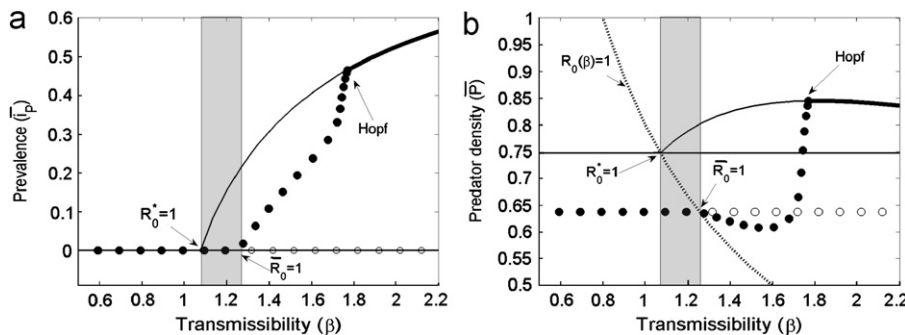 a
0.6
0.5
0.4
0.3
0.2
0.1
0
Prevalence (i̅P)
Hopf
R*0=1
R̅0=1
0.6 0.8 1 1.2 1.4 1.6 1.8 2 2.2
Transmissibility (β)
b
1
0.95
0.9
0.85
0.8
0.75
0.7
0.65
0.6
0.55
0.5
Predator density (P̅)
R0(β)=1
Hopf
R*0=1
R̅0=1
0.6 0.8 1 1.2 1.4 1.6 1.8 2 2.2
Transmissibility (β)